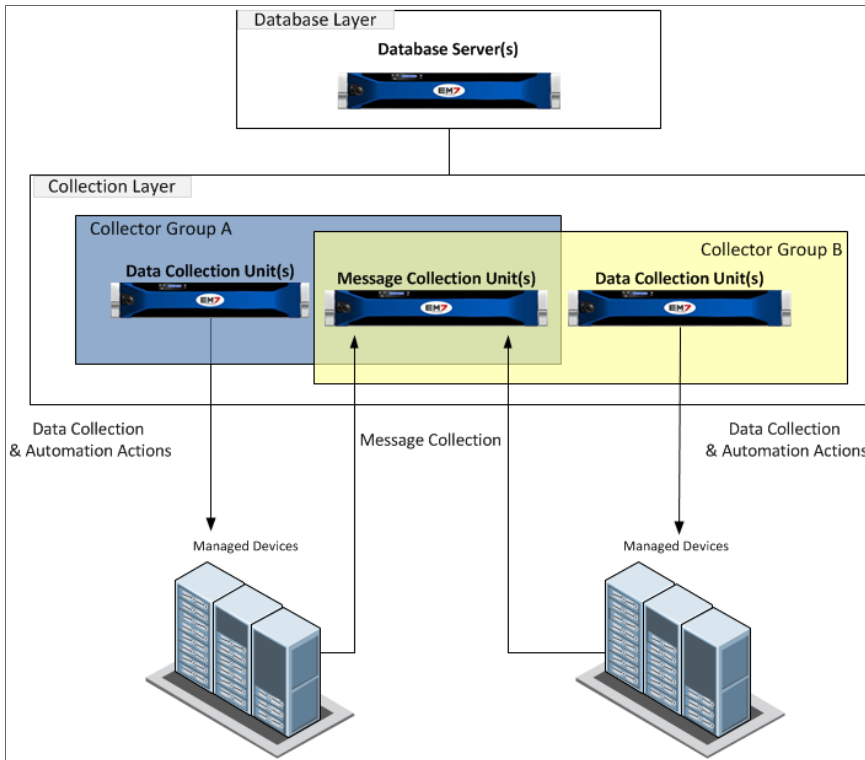 Database Layer
Database Server(s)
EM7
Collection Layer
Collector Group A
Collector Group B
Data Collection Unit(s)
Message Collection Unit(s)
Data Collection Unit(s)
EM7
EM7
EM7
Data Collection
& Automation Actions
Message Collection
Data Collection
& Automation Actions
Managed Devices
Managed Devices